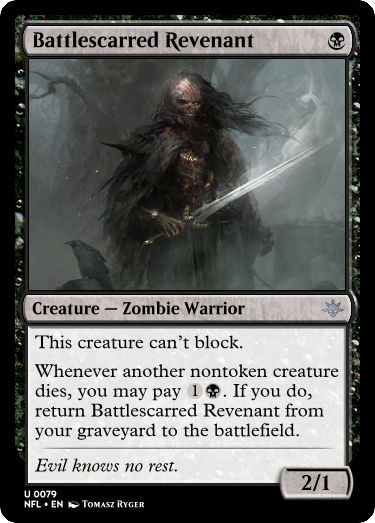 Battlescarred Revenant
Creature — Zombie Warrior
This creature can't block.
Whenever another nontoken creature
dies, you may pay 1. If you do,
return Battlescarred Revenant from
your graveyard to the battlefield.
Evil knows no rest.
2/1
U 0079
NFL • EN Tomasz Ryger